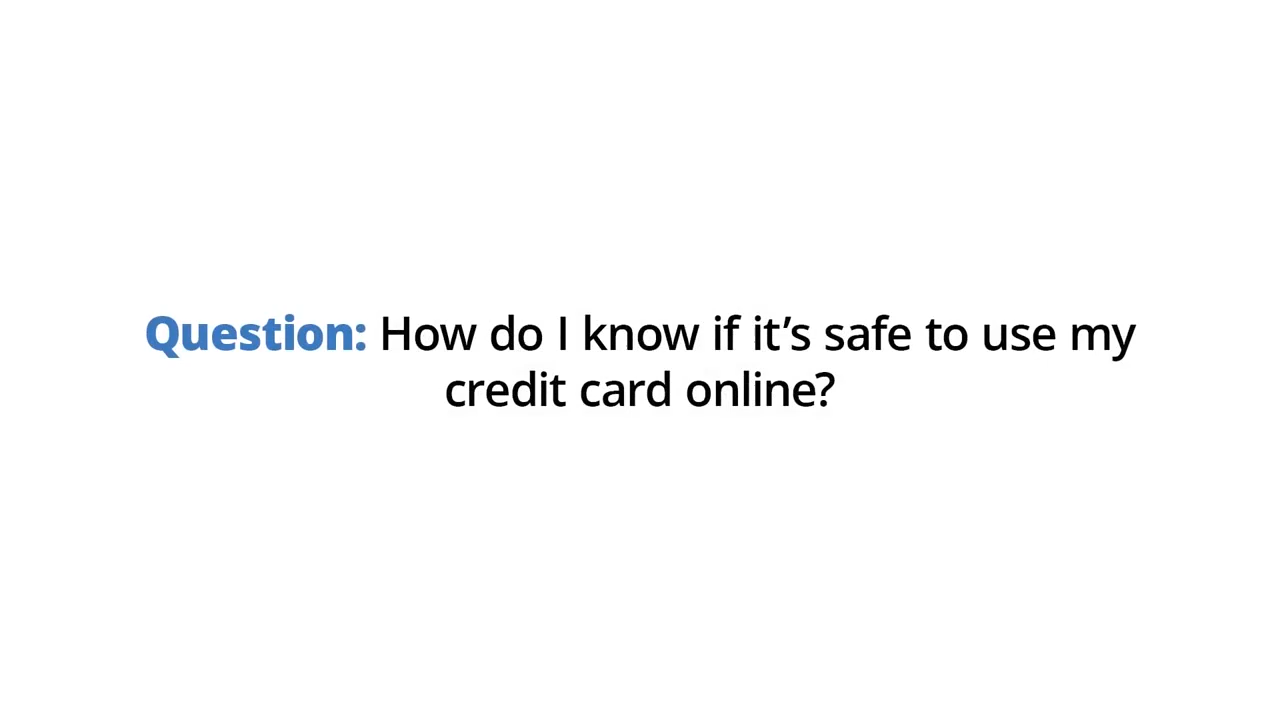 Question: How do I know if it’s safe to use my
credit card online?